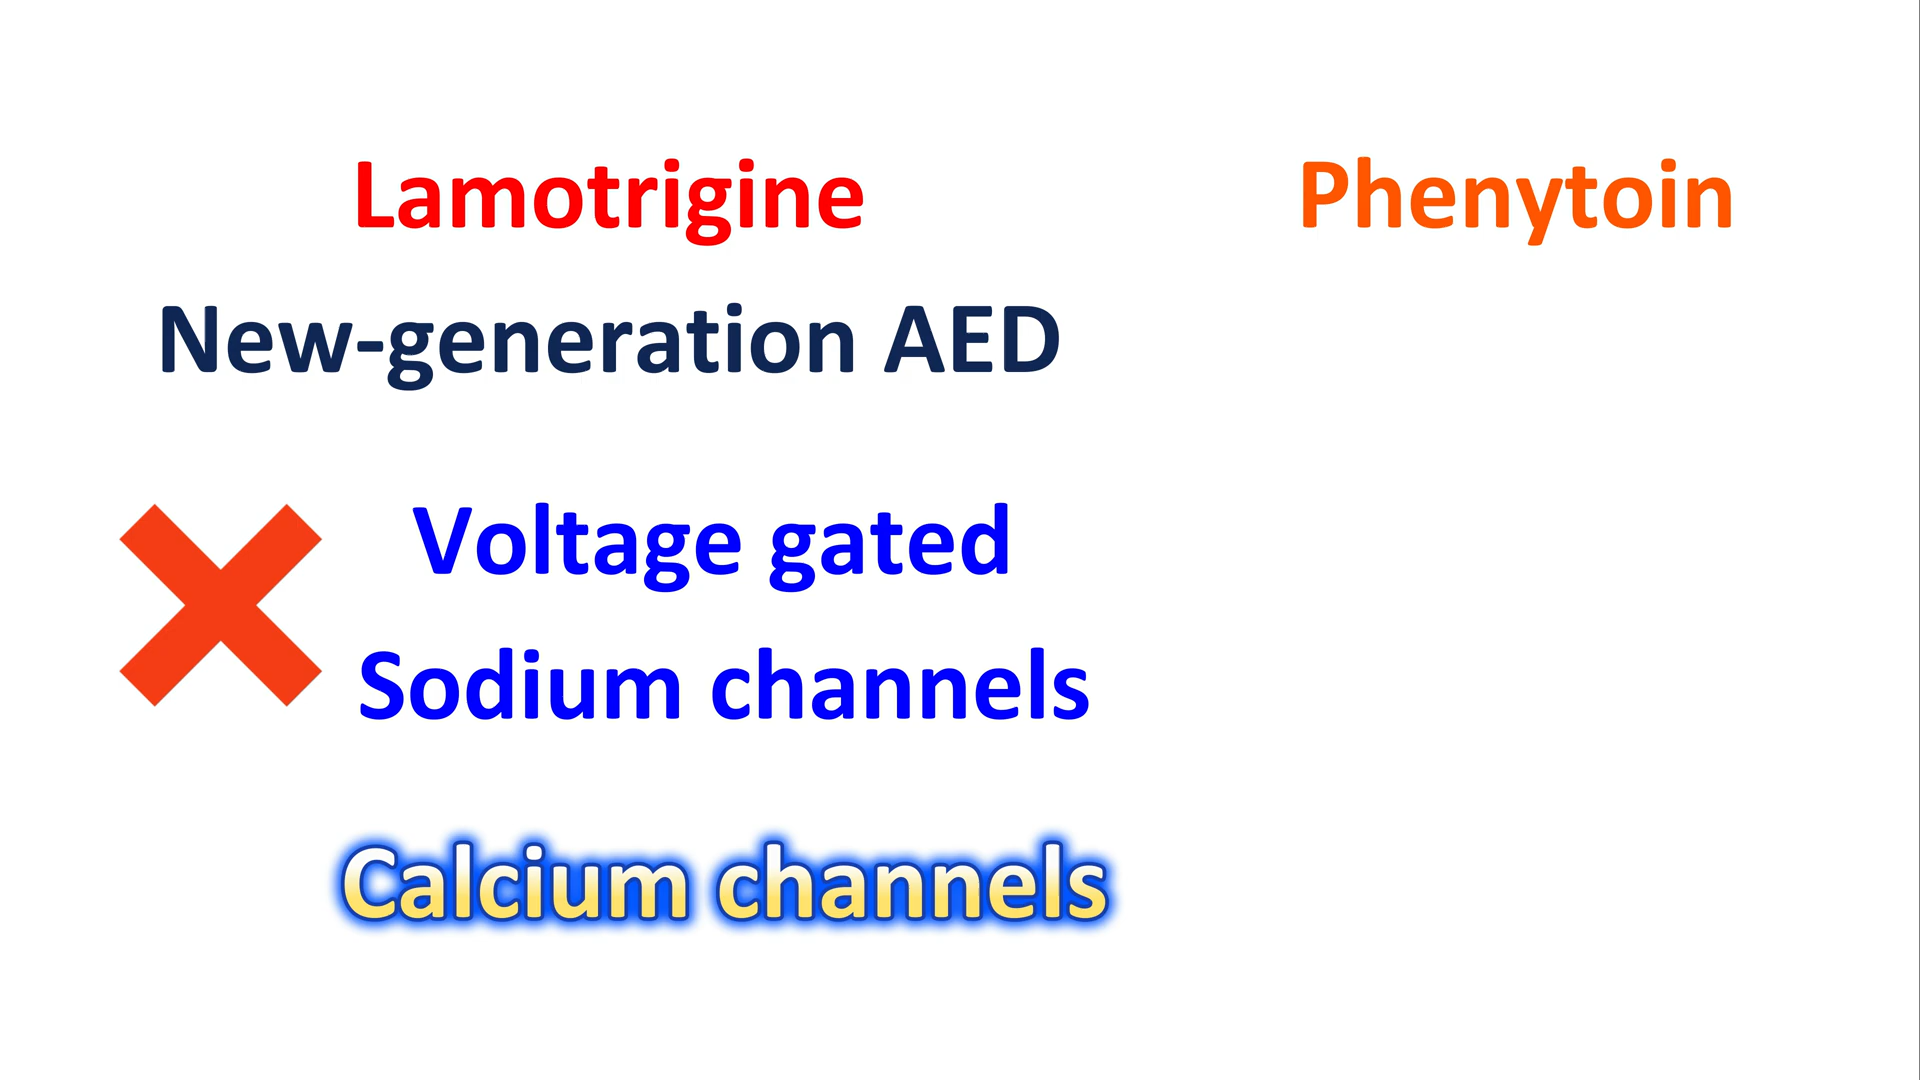 Lamotrigine
Phenytoin
New-generation AED
Voltage gated
Sodium channels
Calcium channels